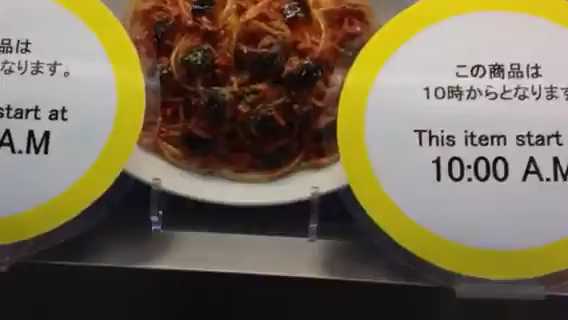 品は
なります。
start at
A.M
この商品は
10時からとなります
This item start
10:00 A.M